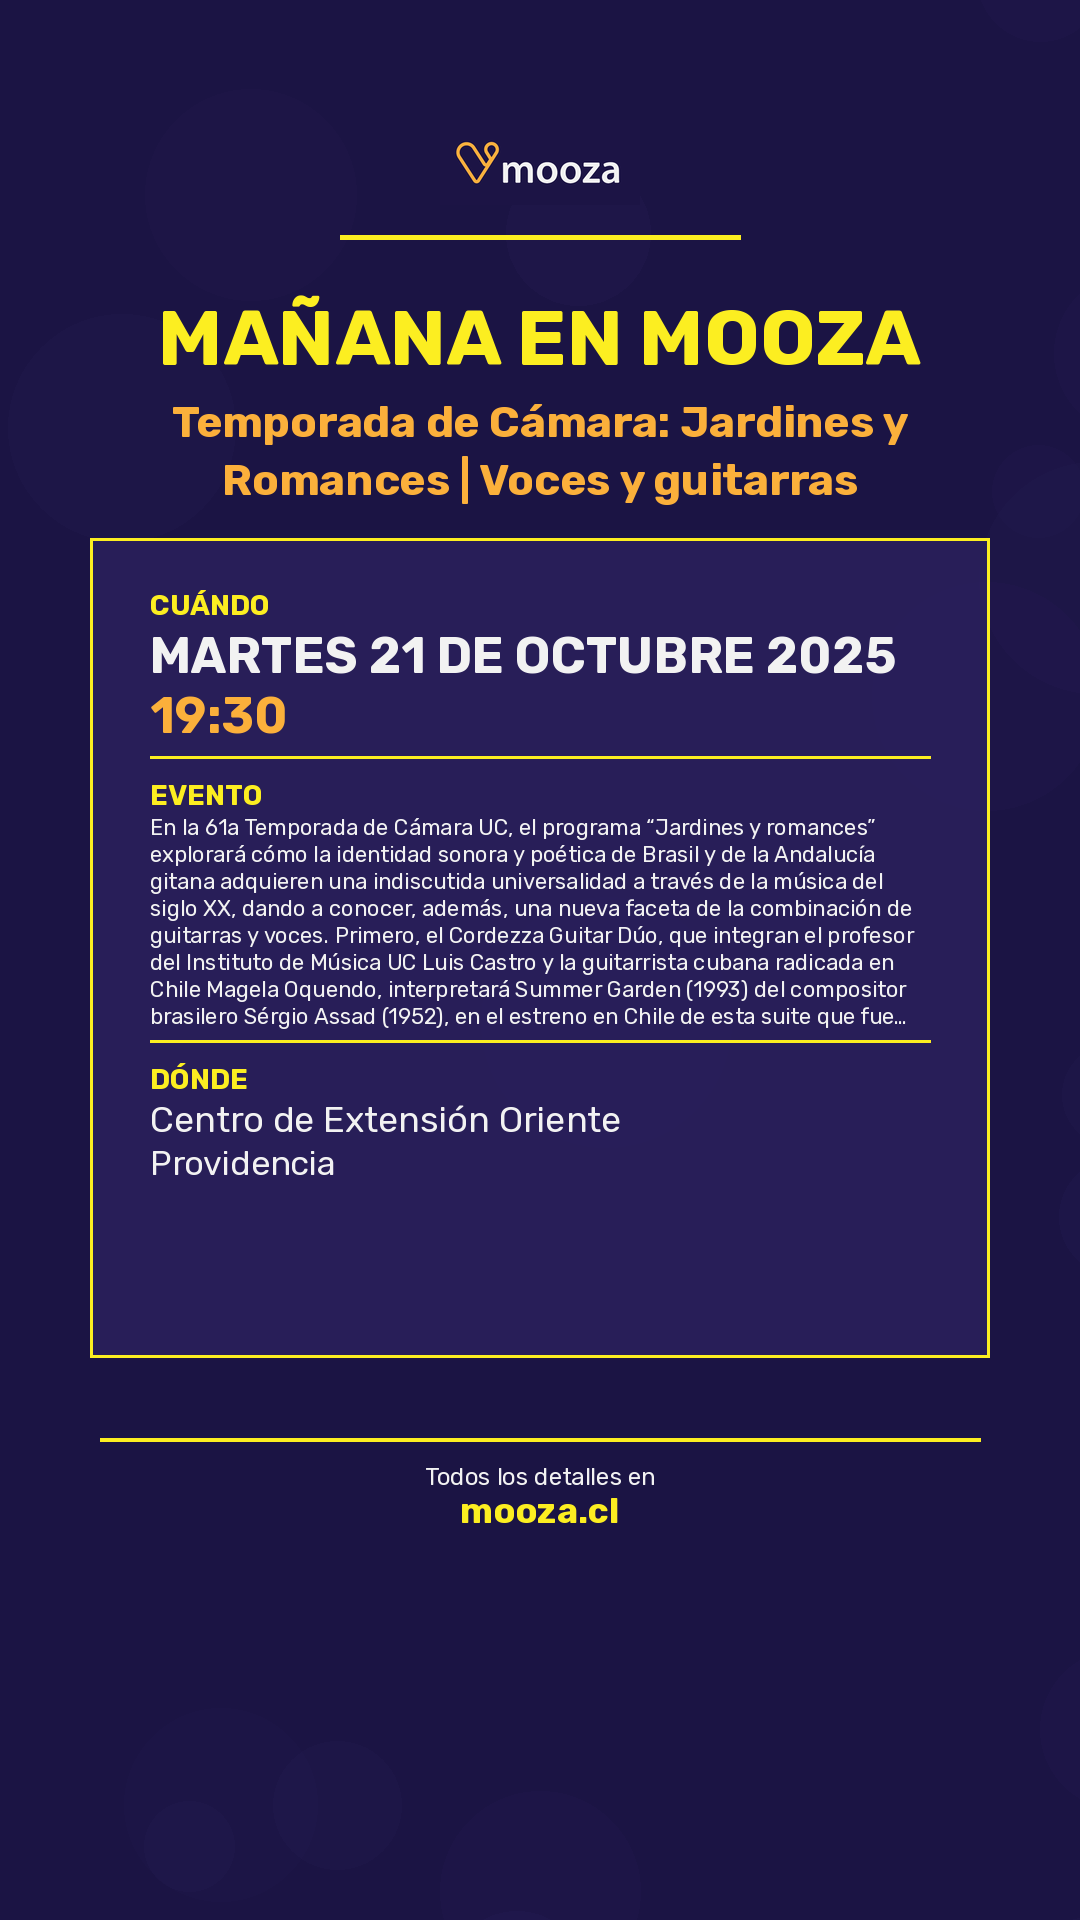 mooza
MAÑANA EN MOOZA
Temporada de Cámara: Jardines y
Romances | Voces y guitarras
CUÁNDO
MARTES 21 DE OCTUBRE 2025
19:30
EVENTO
En la 61a Temporada de Cámara UC, el programa “Jardines y romances”
explorará cómo la identidad sonora y poética de Brasil y de la Andalucía
gitana adquieren una indiscutida universalidad a través de la música del
siglo XX, dando a conocer, además, una nueva faceta de la combinación de
guitarras y voces. Primero, el Cordezza Guitar Dúo, que integran el profesor
del Instituto de Música UC Luis Castro y la guitarrista cubana radicada en
Chile Magela Oquendo, interpretará Summer Garden (1993) del compositor
brasilero Sérgio Assad (1952), en el estreno en Chile de esta suite que fue...
DÓNDE
Centro de Extensión Oriente
Providencia
Todos los detalles en
mooza.cl